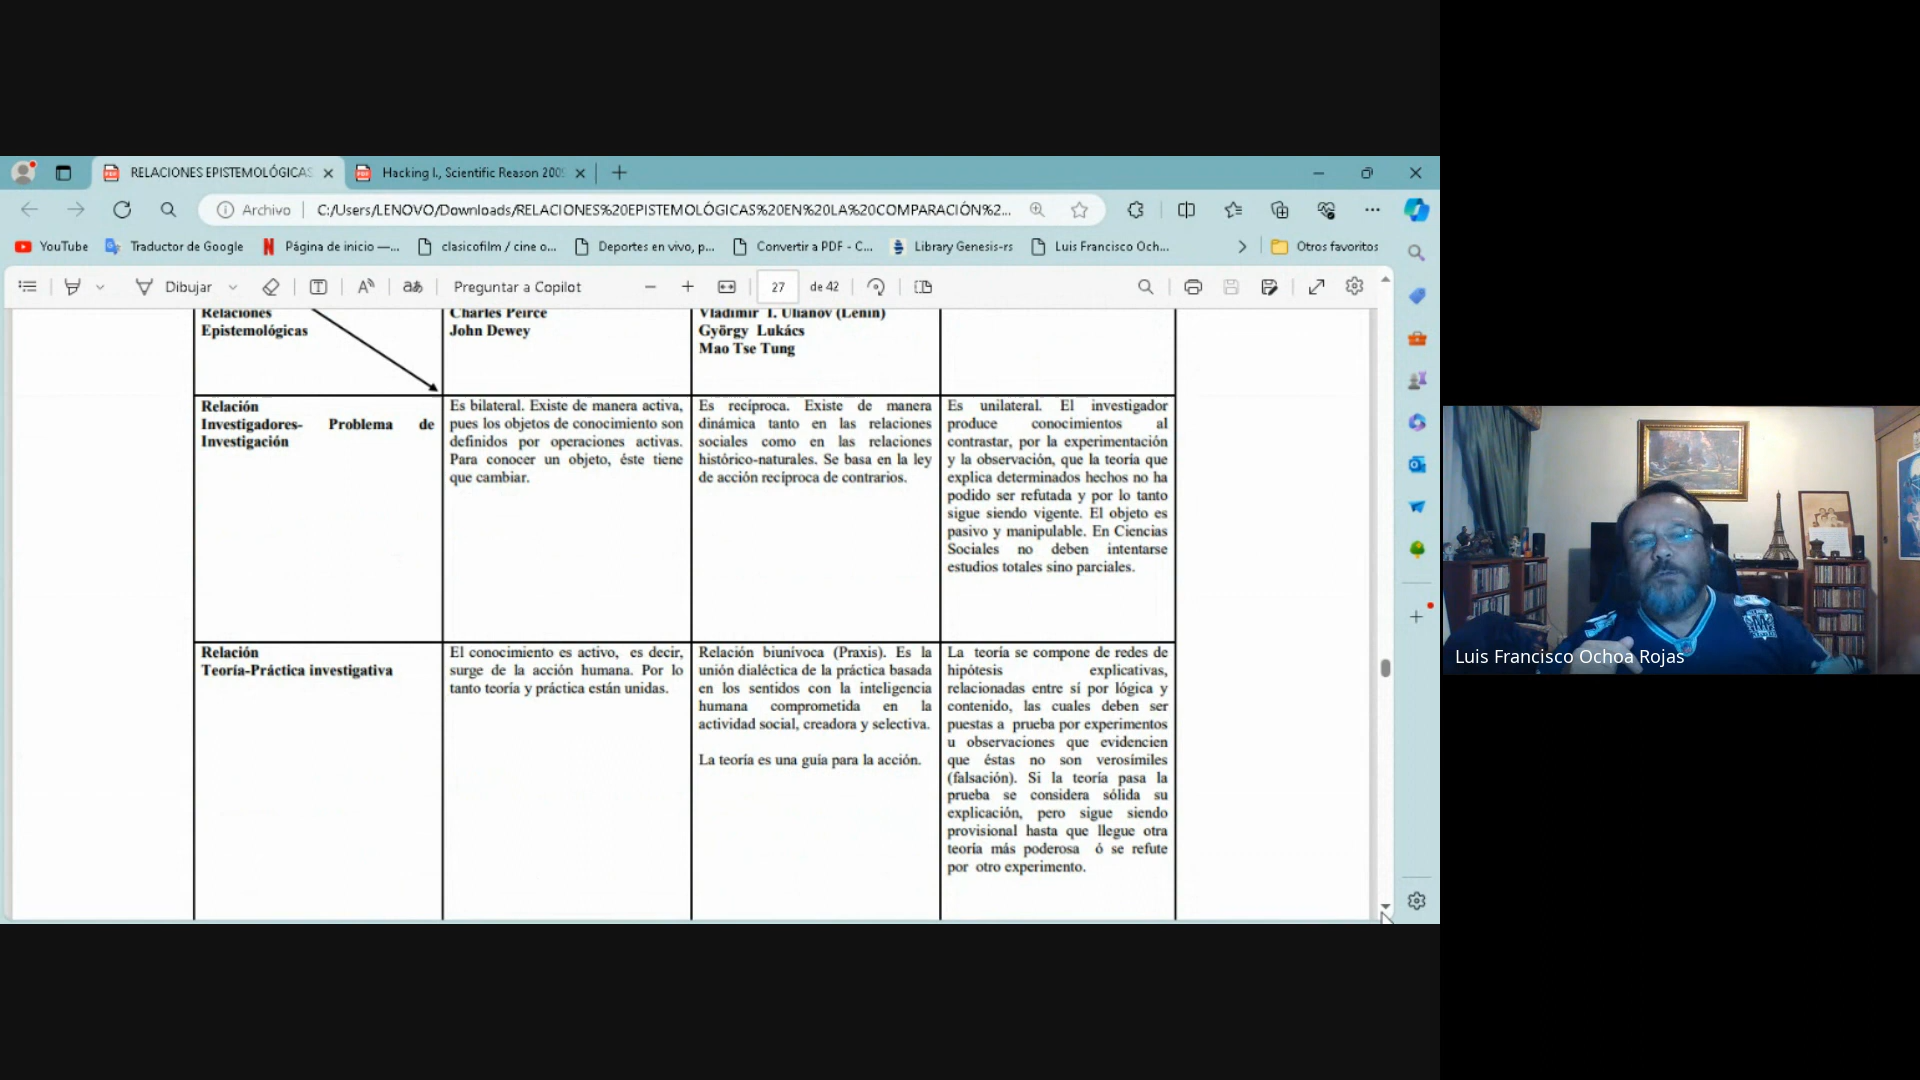 RELACIONES EPISTEMOLÓGICAS
Hacking I., Scientific Reason 200
Archivo
C:/Users/LENOVO/Downloads/RELACIONES%20EPISTEMOLÓGICAS%20EN%20LA%20COMPARACIÓN%2...
YouTube
Traductor de Google
Página de inicio —...
clasicofilm / cine o...
Deportes en vivo, p...
Convertir a PDF - C...
Library Genesis-rs
Luis Francisco Och...
Otros favoritos
Dibujar
Preguntar a Copilot
27
de 42
Relaciones
Epistemológicas
Charles Peirce
John Dewey
Vladimir I. Ulianov (Lenin)
György Lukács
Mao Tse Tung
Relación
Investigadores- Problema de
Investigación
Es bilateral. Existe de manera activa,
pues los objetos de conocimiento son
definidos por operaciones activas.
Para conocer un objeto, éste tiene
que cambiar.
Es recíproca. Existe de manera
dinámica tanto en las relaciones
sociales como en las relaciones
histórico-naturales. Se basa en la ley
de acción recíproca de contrarios.
Es unilateral. El investigador
produce conocimientos al
contrastar, por la experimentación
y la observación, que la teoría que
explica determinados hechos no ha
podido ser refutada y por lo tanto
sigue siendo vigente. El objeto es
pasivo y manipulable. En Ciencias
Sociales no deben intentarse
estudios totales sino parciales.
Relación
Teoría-Práctica investigativa
El conocimiento es activo, es decir,
surge de la acción humana. Por lo
tanto teoría y práctica están unidas.
Relación biunívoca (Praxis). Es la
unión dialéctica de la práctica basada
en los sentidos con la inteligencia
humana comprometida en la
actividad social, creadora y selectiva.
La teoría es una guía para la acción.
La teoría se compone de redes de
hipótesis explicativas,
relacionadas entre sí por lógica y
contenido, las cuales deben ser
puestas a prueba por experimentos
u observaciones que evidencien
que éstas no son verosímiles
(falsación). Si la teoría pasa la
prueba se considera sólida su
explicación, pero sigue siendo
provisional hasta que llegue otra
teoría más poderosa ó se refute
por otro experimento.
Luis Francisco Ochoa Rojas